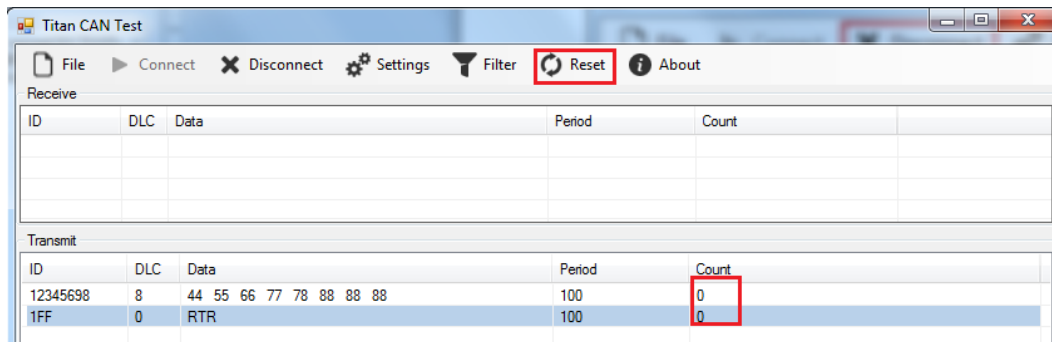 Titan CAN Test
File Connect Disconnect Settings Filter Reset About
Receive
ID DLC Data Period Count
Transmit
ID DLC Data Period Count
12345698 8 44 55 66 77 78 88 88 88 100 0
1FF 0 RTR 100 0